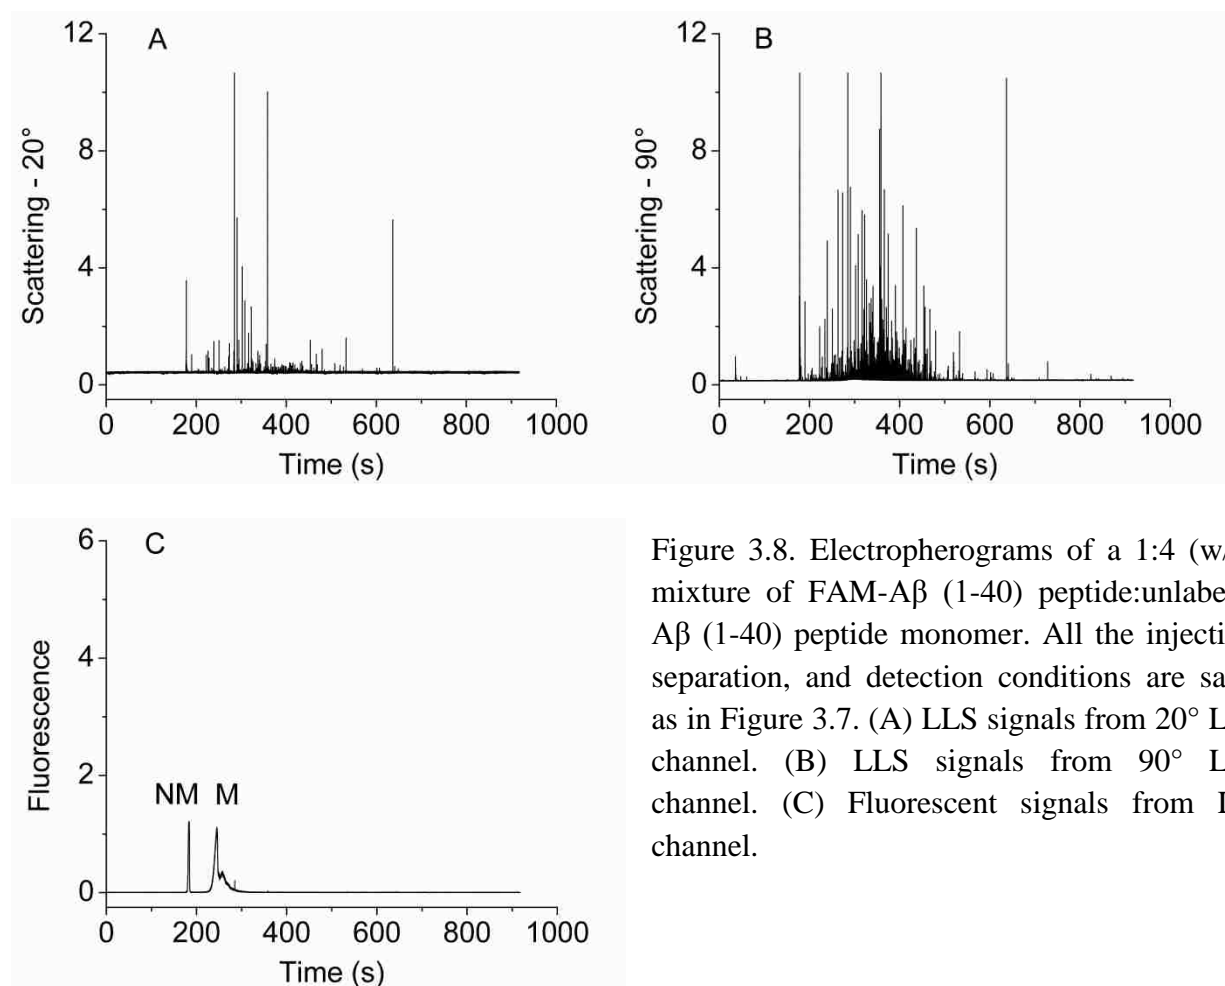 12
A
8
4
0
Scattering - 20°
0 200 400 600 800 1000
Time (s)
12
B
8
4
0
Scattering - 90°
0 200 400 600 800 1000
Time (s)
6
C
4
2
0
Fluorescence
NM M
0 200 400 600 800 1000
Time (s)
Figure 3.8. Electropherograms of a 1:4 (w/
mixture of FAM-Aβ (1-40) peptide:unlabe
Aβ (1-40) peptide monomer. All the injecti
separation, and detection conditions are sa
as in Figure 3.7. (A) LLS signals from 20° L
channel. (B) LLS signals from 90° L
channel. (C) Fluorescent signals from
channel.